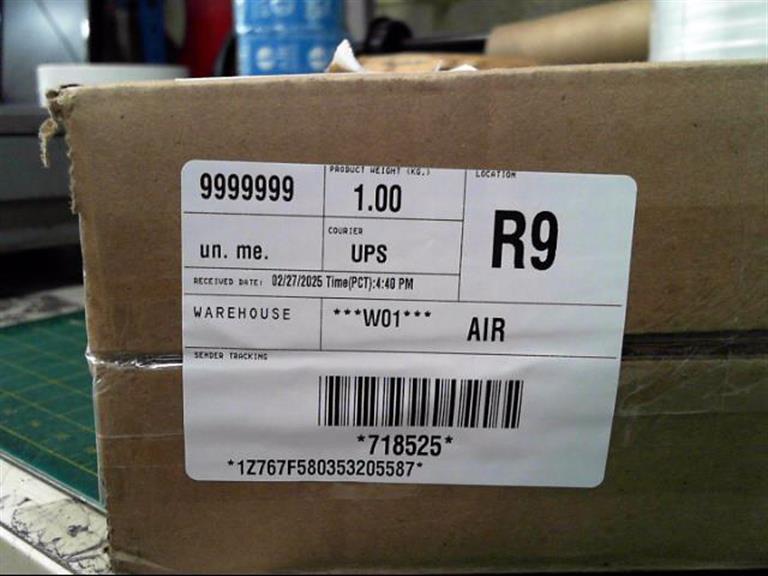 9999999
PRODUCT WEIGHT (KG.)
1.00
LOCATION
R9
un. me.
COURIER
UPS
RECEIVED DATE: 02/27/2025 Time(PCT):4:40 PM
WAREHOUSE
***W01***
AIR
SENDER TRACKING
*718525*
*1Z767F580353205587*